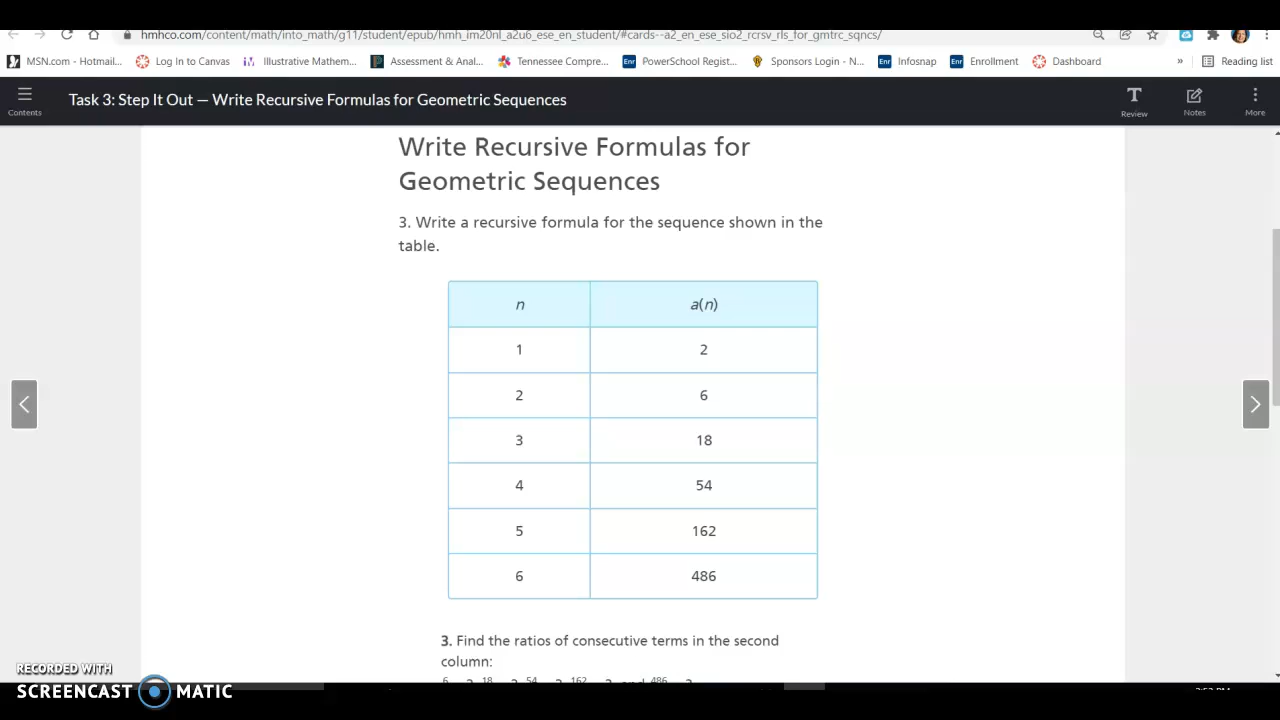 hmhco.com/content/math/into_math/g11/student/epub/hmh_im20nl_a2u6_ese_en_student/#cards--a2_en_ese_sio2_rcrsv_rls_for_gmtrc_sqncs/
MSN.com - Hotmail... Log In to Canvas Illustrative Mathem... Assessment & Anal... Tennessee Compre... Enr PowerSchool Regist... Sponsors Login - N... Enr Infosnap Enr Enrollment Dashboard » Reading list
Contents Task 3: Step It Out — Write Recursive Formulas for Geometric Sequences T Review Notes More
Write Recursive Formulas for
Geometric Sequences
3. Write a recursive formula for the sequence shown in the
table.
n a(n)
1 2
2 6
3 18
4 54
5 162
6 486
3. Find the ratios of consecutive terms in the second
column:
RECORDED WITH
SCREENCAST MATIC